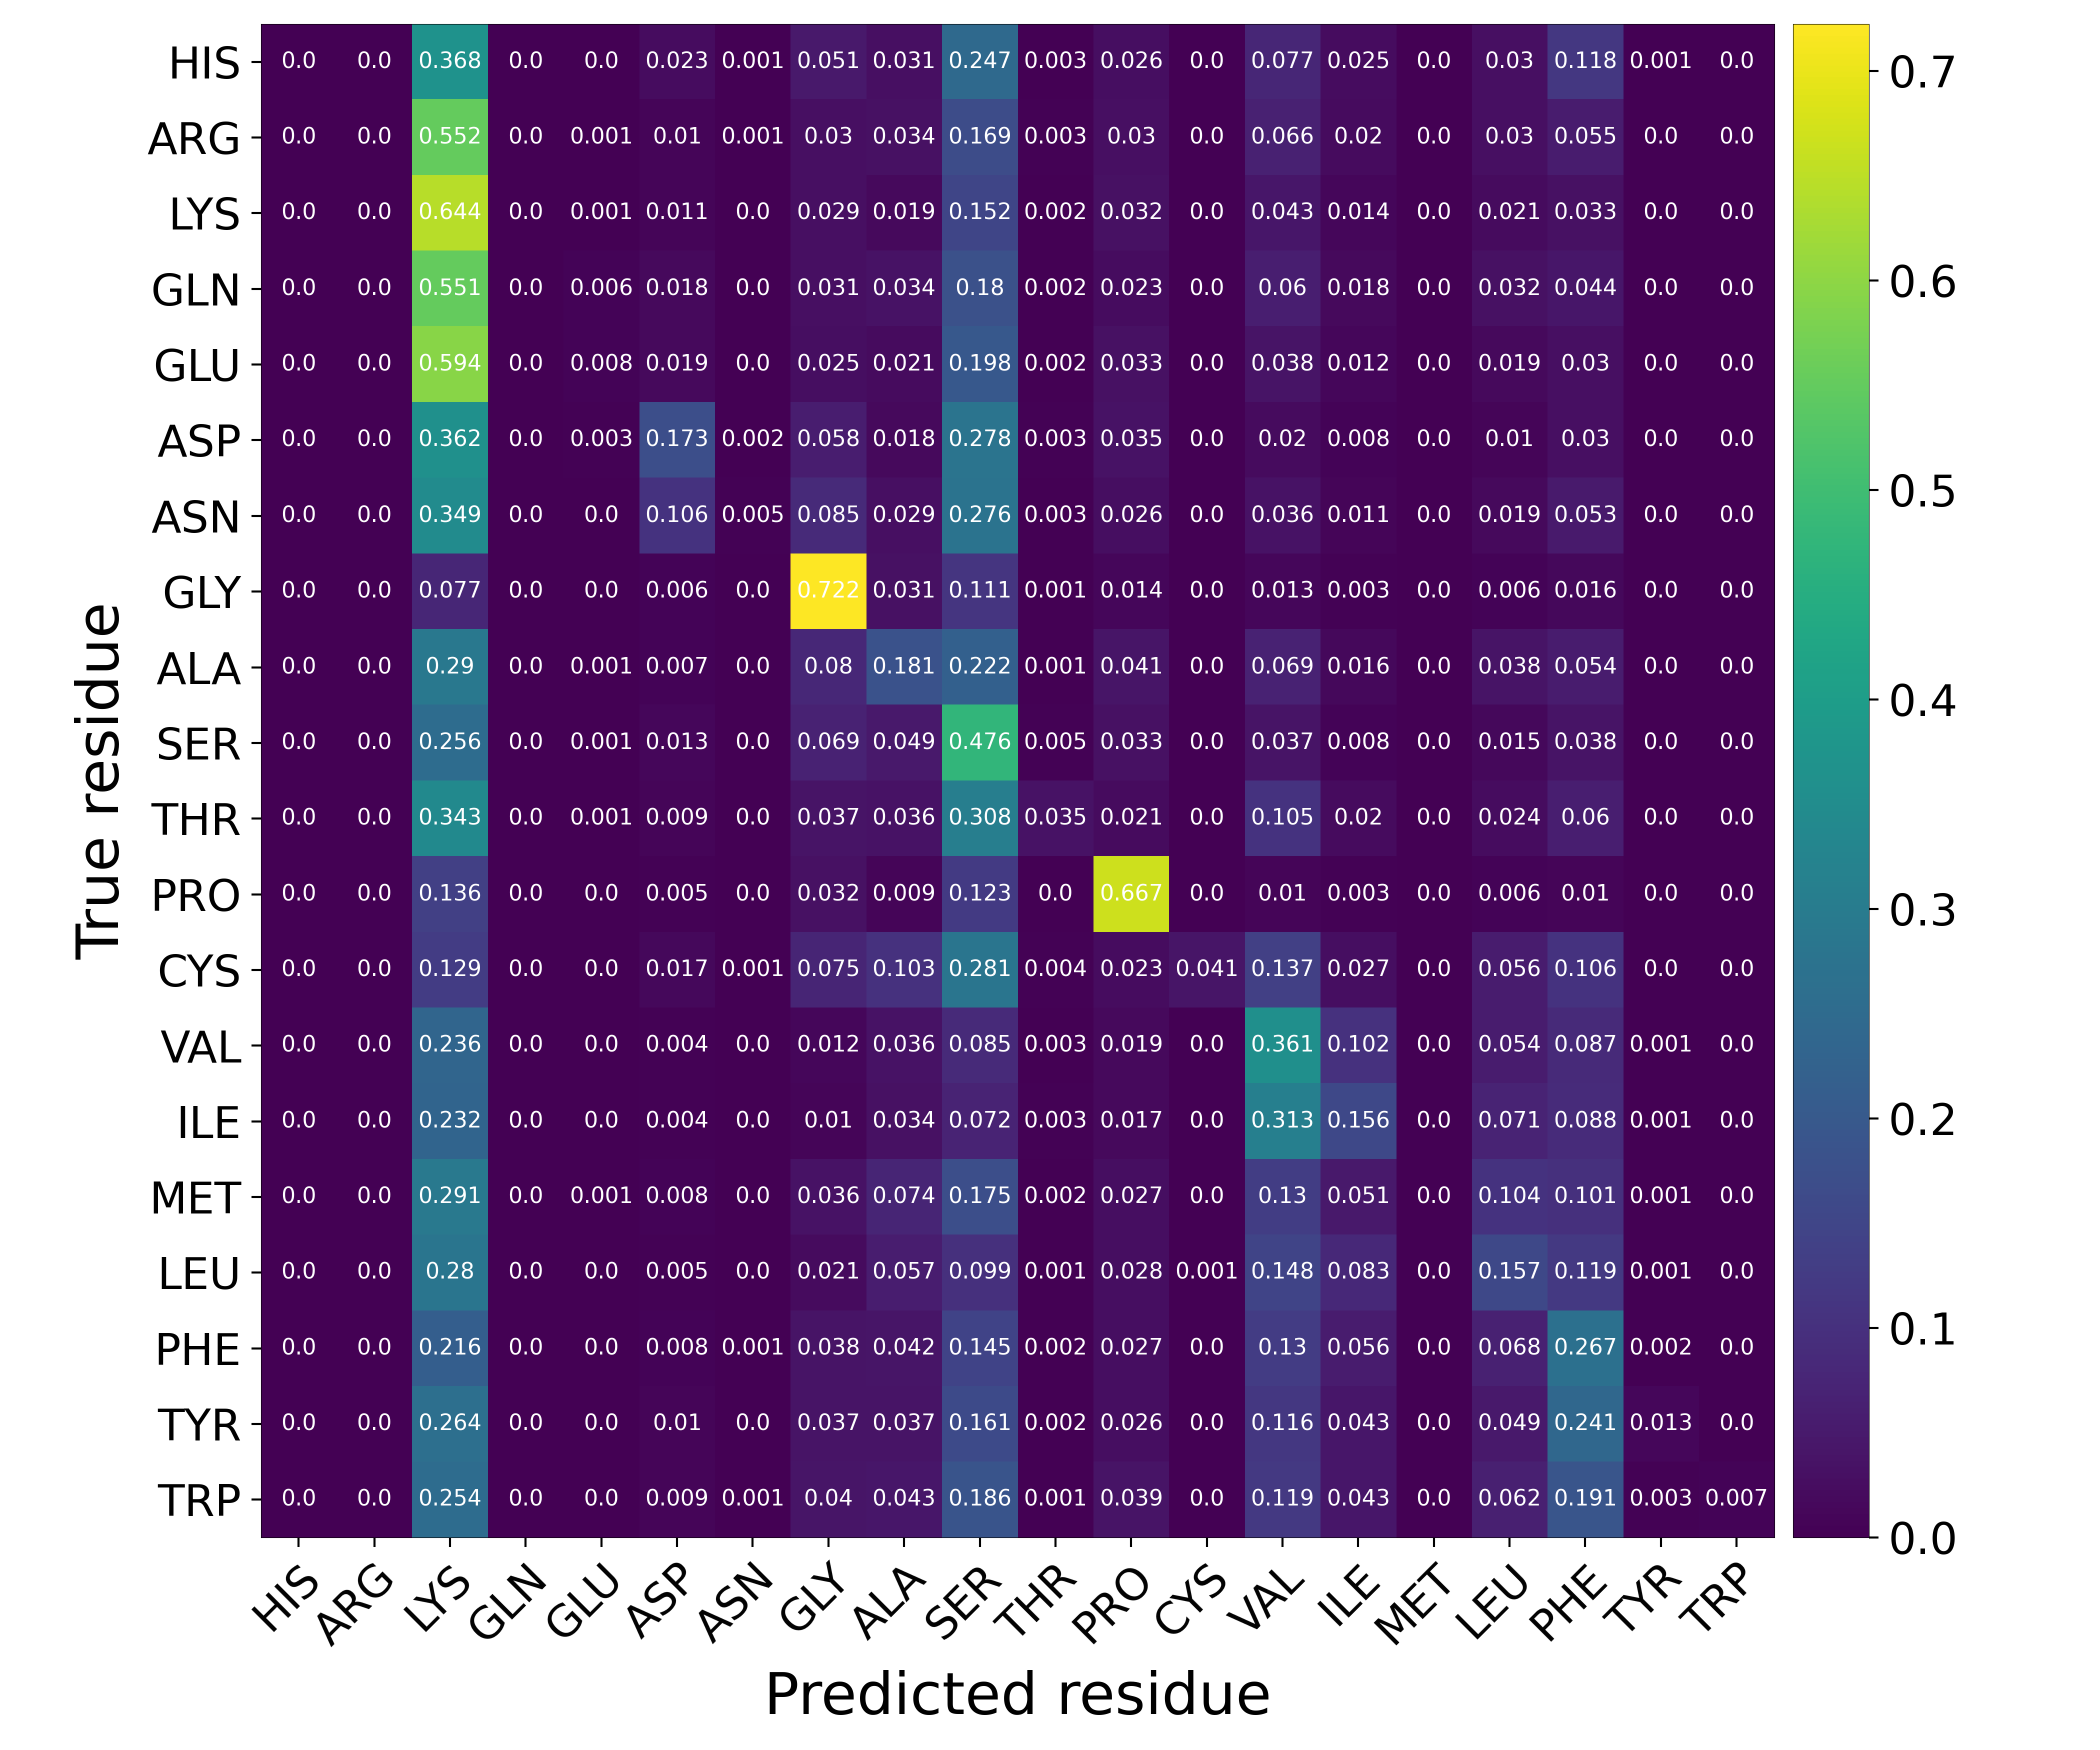 HIS 0.0 0.0 0.368 0.0 0.0 0.023 0.001 0.051 0.031 0.247 0.003 0.026 0.0 0.077 0.025 0.0 0.03 0.118 0.001 0.0
ARG 0.0 0.0 0.552 0.0 0.001 0.01 0.001 0.03 0.034 0.169 0.003 0.03 0.0 0.066 0.02 0.0 0.03 0.055 0.0 0.0
LYS 0.0 0.0 0.644 0.0 0.001 0.011 0.0 0.029 0.019 0.152 0.002 0.032 0.0 0.043 0.014 0.0 0.021 0.033 0.0 0.0
GLN 0.0 0.0 0.551 0.0 0.006 0.018 0.0 0.031 0.034 0.18 0.002 0.023 0.0 0.06 0.018 0.0 0.032 0.044 0.0 0.0
GLU 0.0 0.0 0.594 0.0 0.008 0.019 0.0 0.025 0.021 0.198 0.002 0.033 0.0 0.038 0.012 0.0 0.019 0.03 0.0 0.0
ASP 0.0 0.0 0.362 0.0 0.003 0.173 0.002 0.058 0.018 0.278 0.003 0.035 0.0 0.02 0.008 0.0 0.01 0.03 0.0 0.0
ASN 0.0 0.0 0.349 0.0 0.0 0.106 0.005 0.085 0.029 0.276 0.003 0.026 0.0 0.036 0.011 0.0 0.019 0.053 0.0 0.0
GLY 0.0 0.0 0.077 0.0 0.0 0.006 0.0 0.722 0.031 0.111 0.001 0.014 0.0 0.013 0.003 0.0 0.006 0.016 0.0 0.0
ALA 0.0 0.0 0.29 0.0 0.001 0.007 0.0 0.08 0.181 0.222 0.001 0.041 0.0 0.069 0.016 0.0 0.038 0.054 0.0 0.0
SER 0.0 0.0 0.256 0.0 0.001 0.013 0.0 0.069 0.049 0.476 0.005 0.033 0.0 0.037 0.008 0.0 0.015 0.038 0.0 0.0
THR 0.0 0.0 0.343 0.0 0.001 0.009 0.0 0.037 0.036 0.308 0.035 0.021 0.0 0.105 0.02 0.0 0.024 0.06 0.0 0.0
PRO 0.0 0.0 0.136 0.0 0.0 0.005 0.0 0.032 0.009 0.123 0.0 0.667 0.0 0.01 0.003 0.0 0.006 0.01 0.0 0.0
CYS 0.0 0.0 0.129 0.0 0.0 0.017 0.001 0.075 0.103 0.281 0.004 0.023 0.041 0.137 0.027 0.0 0.056 0.106 0.0 0.0
VAL 0.0 0.0 0.236 0.0 0.0 0.004 0.0 0.012 0.036 0.085 0.003 0.019 0.0 0.361 0.102 0.0 0.054 0.087 0.001 0.0
ILE 0.0 0.0 0.232 0.0 0.0 0.004 0.0 0.01 0.034 0.072 0.003 0.017 0.0 0.313 0.156 0.0 0.071 0.088 0.001 0.0
MET 0.0 0.0 0.291 0.0 0.001 0.008 0.0 0.036 0.074 0.175 0.002 0.027 0.0 0.13 0.051 0.0 0.104 0.101 0.001 0.0
LEU 0.0 0.0 0.28 0.0 0.0 0.005 0.0 0.021 0.057 0.099 0.001 0.028 0.001 0.148 0.083 0.0 0.157 0.119 0.001 0.0
PHE 0.0 0.0 0.216 0.0 0.0 0.008 0.001 0.038 0.042 0.145 0.002 0.027 0.0 0.13 0.056 0.0 0.068 0.267 0.002 0.0
TYR 0.0 0.0 0.264 0.0 0.0 0.01 0.0 0.037 0.037 0.161 0.002 0.026 0.0 0.116 0.043 0.0 0.049 0.241 0.013 0.0
TRP 0.0 0.0 0.254 0.0 0.0 0.009 0.001 0.04 0.043 0.186 0.001 0.039 0.0 0.119 0.043 0.0 0.062 0.191 0.003 0.007
HIS ARG LYS GLN GLU ASP ASN GLY ALA SER THR PRO CYS VAL ILE MET LEU PHE TYR TRP
Predicted residue
True residue
0.7
0.6
0.5
0.4
0.3
0.2
0.1
0.0